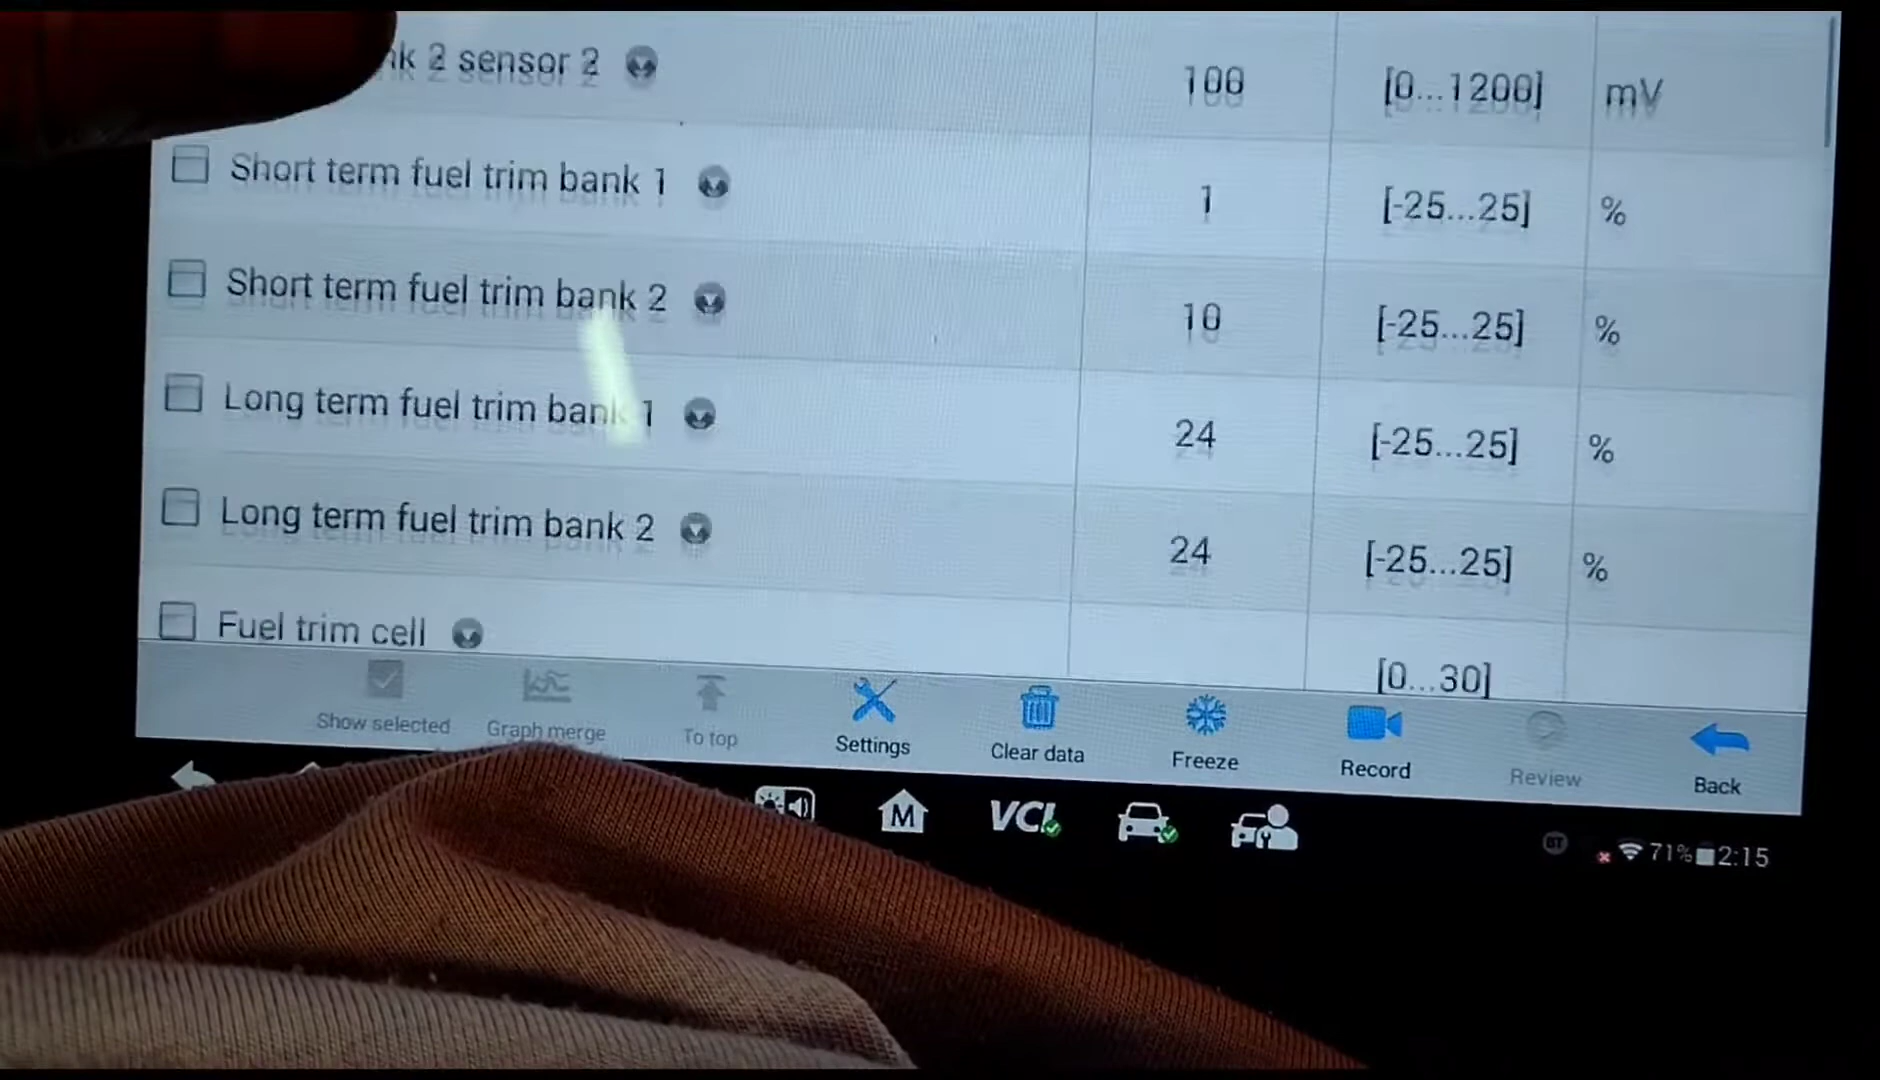 k 2 sensor 2 100 [0...1200] mV
Short term fuel trim bank 1 1 [-25...25] %
Short term fuel trim bank 2 10 [-25...25] %
Long term fuel trim bank 1 24 [-25...25] %
Long term fuel trim bank 2 24 [-25...25] %
Fuel trim cell [0...30]
Show selected Graph merge To top Settings Clear data Freeze Record Review Back
M VCI
BT 71% 2:15